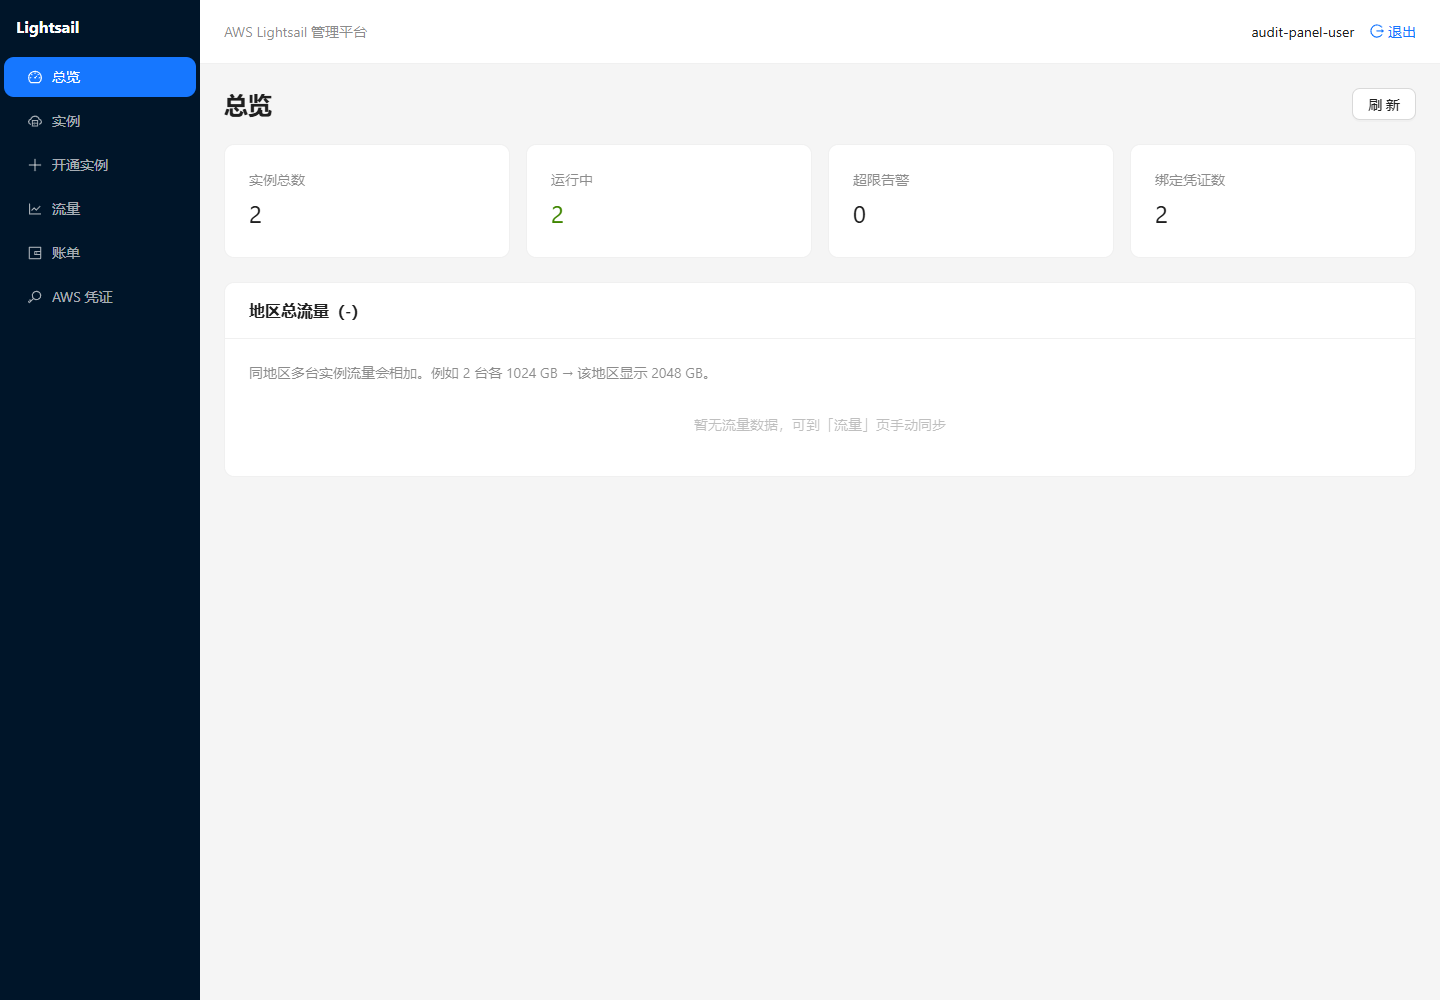 Lightsail
总览
实例
开通实例
流量
账单
AWS 凭证
AWS Lightsail 管理平台
audit-panel-user
退出
总览
刷 新
实例总数
2
运行中
2
超限告警
0
绑定凭证数
2
地区总流量（-）
同地区多台实例流量会相加。例如 2 台各 1024 GB → 该地区显示 2048 GB。
暂无流量数据，可到「流量」页手动同步